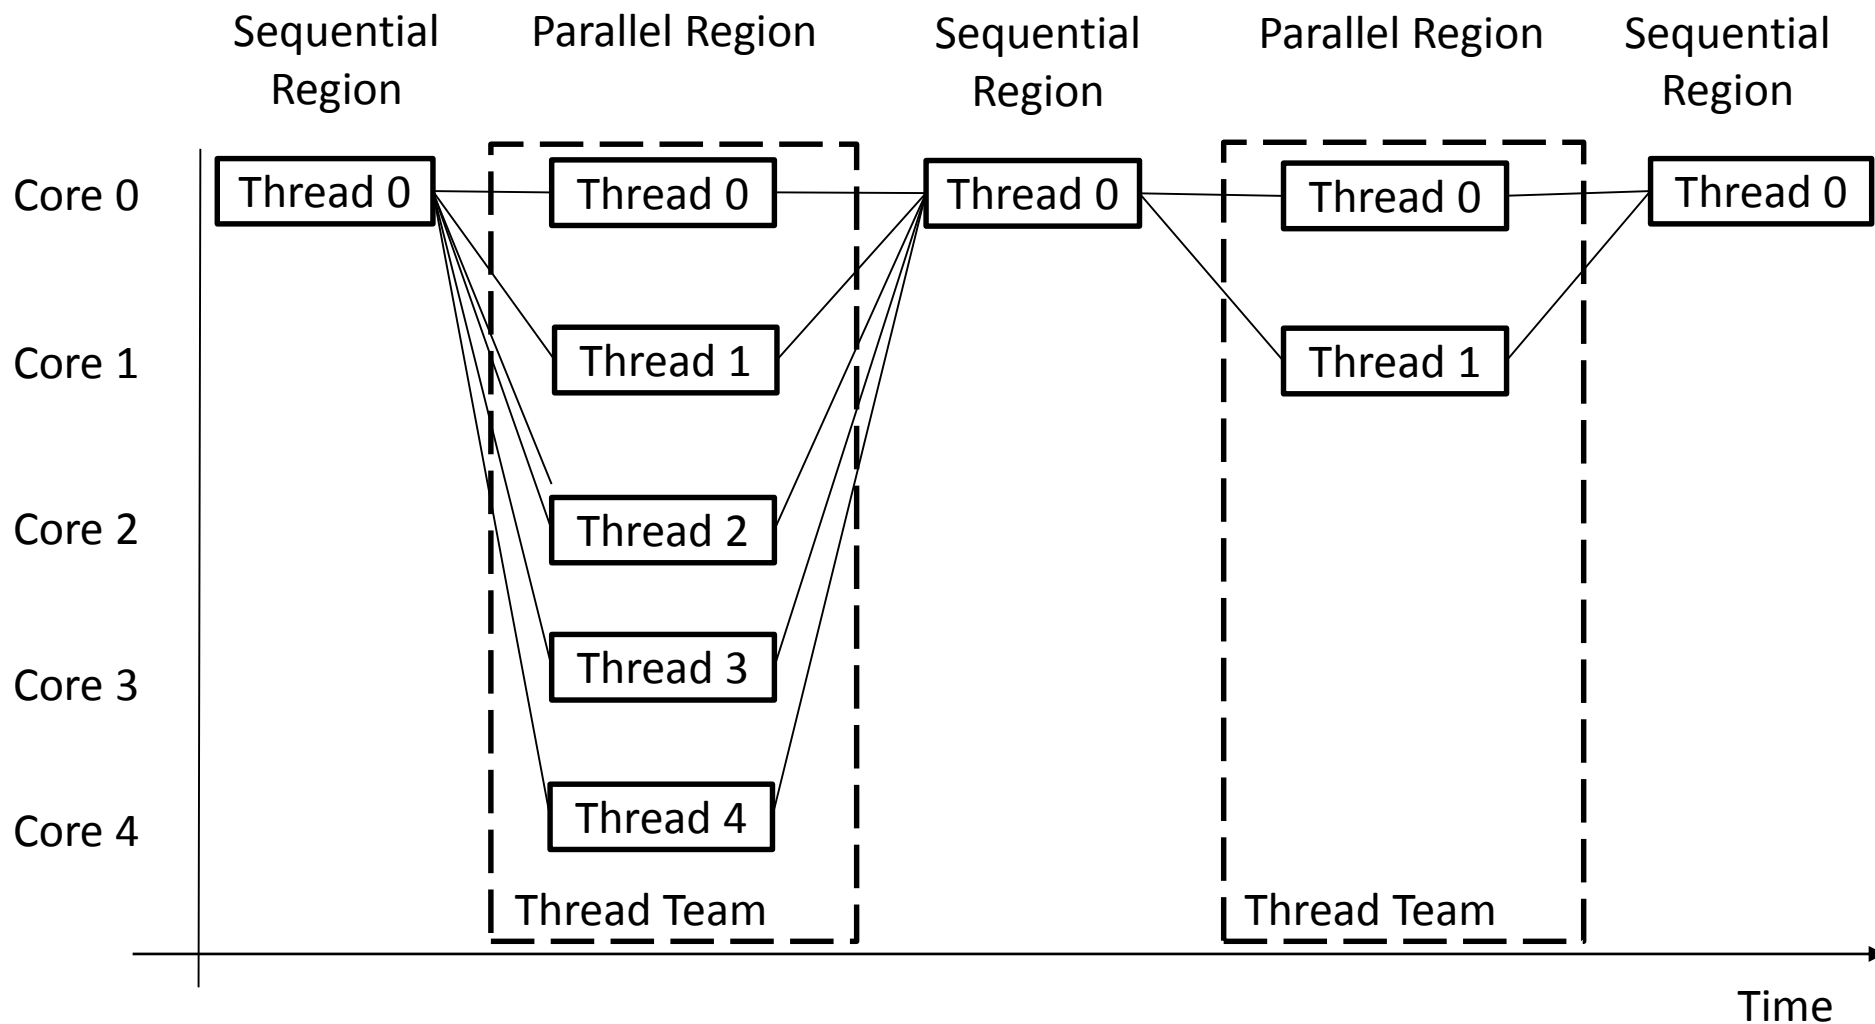 Sequential
Region
Parallel Region
Sequential
Region
Parallel Region
Sequential
Region
Core 0
Thread 0
Thread 0
Thread 0
Thread 0
Thread 0
Core 1
Thread 1
Thread 1
Core 2
Thread 2
Core 3
Thread 3
Core 4
Thread 4
Thread Team
Thread Team
Time